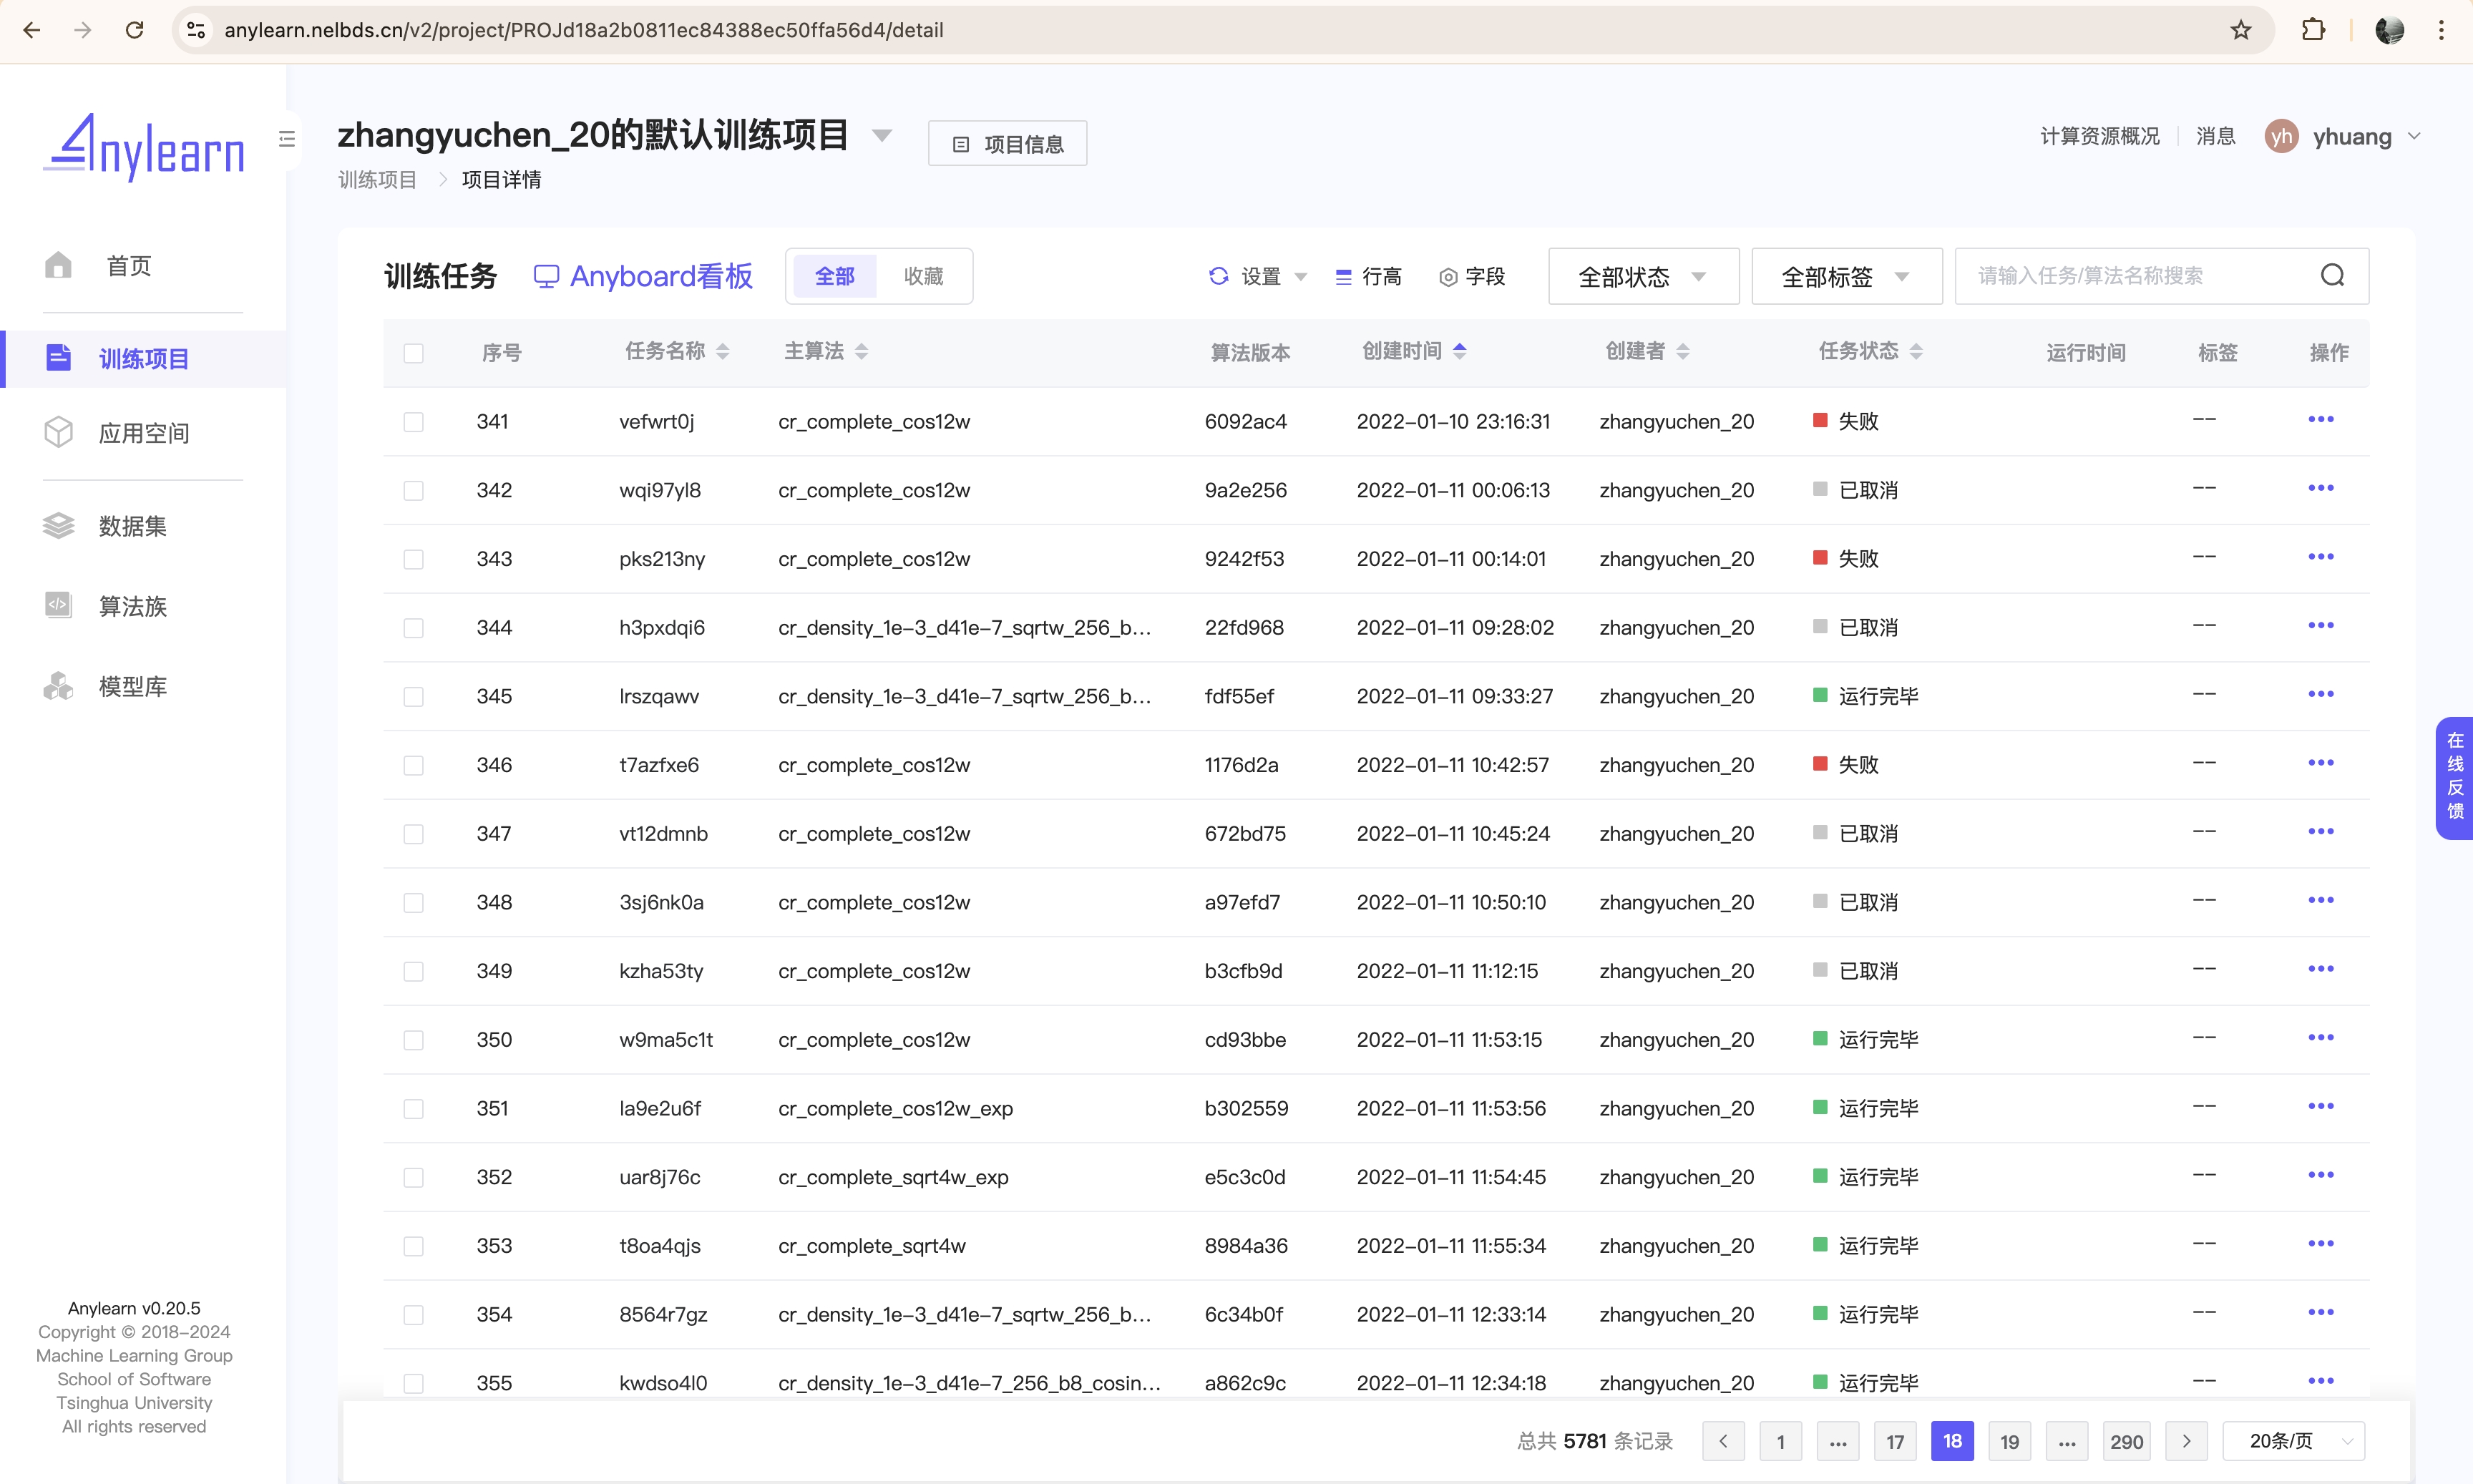 anylearn.nelbds.cn/v2/project/PROJd18a2b0811ec84388ec50ffa56d4/detail
Anylearn
zhangyuchen_20的默认训练项目
项目信息
计算资源概况
消息
yh
yhuang
训练项目
项目详情
首页
训练项目
应用空间
数据集
算法族
模型库
训练任务
Anyboard看板
全部
收藏
设置
行高
字段
全部状态
全部标签
请输入任务/算法名称搜索
序号 任务名称 主算法 算法版本 创建时间 创建者 任务状态 运行时间 标签 操作
341 vefwrt0j cr_complete_cos12w 6092ac4 2022-01-10 23:16:31 zhangyuchen_20 失败 -- •••
342 wqi97yl8 cr_complete_cos12w 9a2e256 2022-01-11 00:06:13 zhangyuchen_20 已取消 -- •••
343 pks213ny cr_complete_cos12w 9242f53 2022-01-11 00:14:01 zhangyuchen_20 失败 -- •••
344 h3pxdqi6 cr_density_1e-3_d41e-7_sqrtw_256_b... 22fd968 2022-01-11 09:28:02 zhangyuchen_20 已取消 -- •••
345 lrszqawv cr_density_1e-3_d41e-7_sqrtw_256_b... fdf55ef 2022-01-11 09:33:27 zhangyuchen_20 运行完毕 -- •••
346 t7azfxe6 cr_complete_cos12w 1176d2a 2022-01-11 10:42:57 zhangyuchen_20 失败 -- •••
347 vt12dmnb cr_complete_cos12w 672bd75 2022-01-11 10:45:24 zhangyuchen_20 已取消 -- •••
348 3sj6nk0a cr_complete_cos12w a97efd7 2022-01-11 10:50:10 zhangyuchen_20 已取消 -- •••
349 kzha53ty cr_complete_cos12w b3cfb9d 2022-01-11 11:12:15 zhangyuchen_20 已取消 -- •••
350 w9ma5c1t cr_complete_cos12w cd93bbe 2022-01-11 11:53:15 zhangyuchen_20 运行完毕 -- •••
351 la9e2u6f cr_complete_cos12w_exp b302559 2022-01-11 11:53:56 zhangyuchen_20 运行完毕 -- •••
352 uar8j76c cr_complete_sqrt4w_exp e5c3c0d 2022-01-11 11:54:45 zhangyuchen_20 运行完毕 -- •••
353 t8oa4qjs cr_complete_sqrt4w 8984a36 2022-01-11 11:55:34 zhangyuchen_20 运行完毕 -- •••
354 8564r7gz cr_density_1e-3_d41e-7_sqrtw_256_b... 6c34b0f 2022-01-11 12:33:14 zhangyuchen_20 运行完毕 -- •••
355 kwdso4l0 cr_density_1e-3_d41e-7_256_b8_cosin... a862c9c 2022-01-11 12:34:18 zhangyuchen_20 运行完毕 -- •••
在线反馈
Anylearn v0.20.5
Copyright © 2018-2024
Machine Learning Group
School of Software
Tsinghua University
All rights reserved
总共 5781 条记录 1 ... 17 18 19 ... 290 20条/页